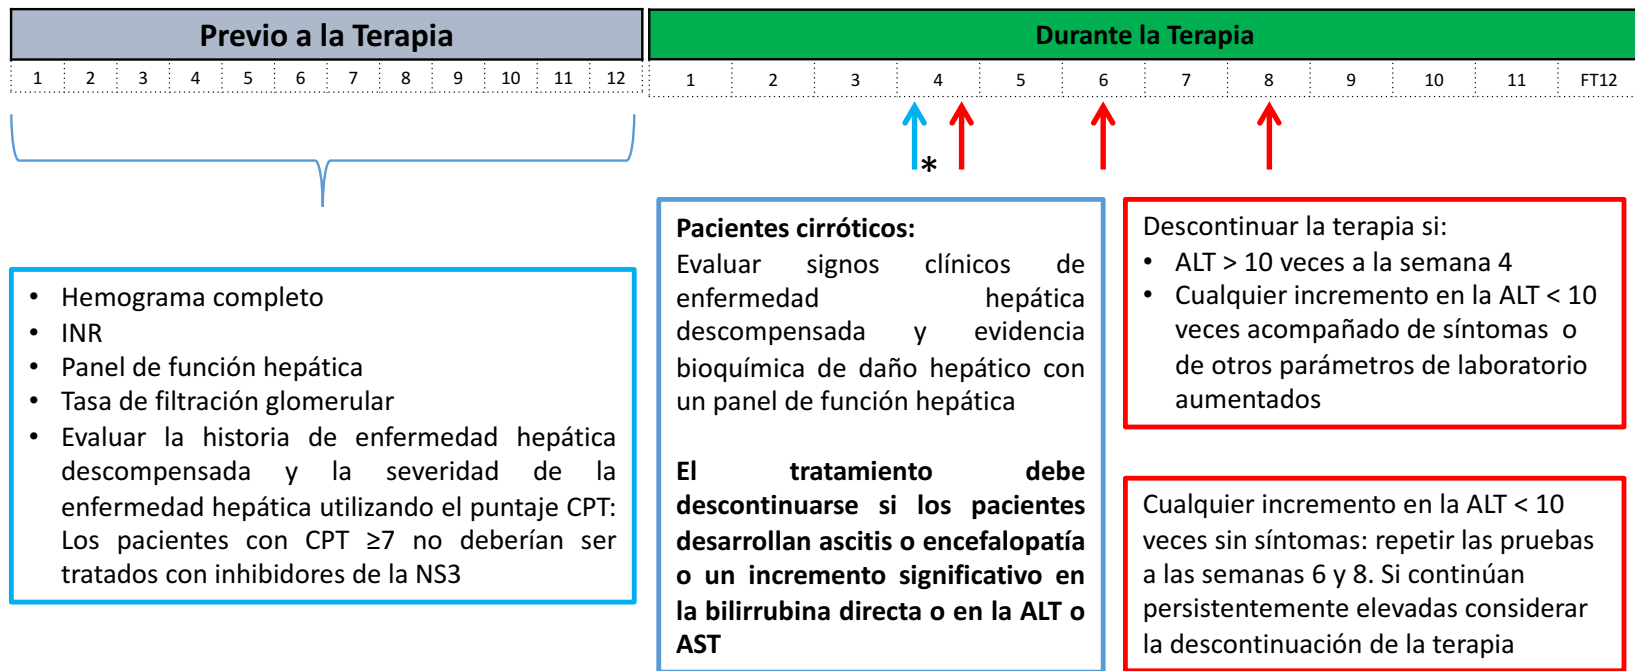 Previo a la Terapia
Durante la Terapia
1 2 3 4 5 6 7 8 9 10 11 12
1 2 3 4 5 6 7 8 9 10 11 FT12
*
• Hemograma completo
• INR
• Panel de función hepática
• Tasa de filtración glomerular
• Evaluar la historia de enfermedad hepática
descompensada y la severidad de la
enfermedad hepática utilizando el puntaje CPT:
Los pacientes con CPT ≥7 no deberían ser
tratados con inhibidores de la NS3
Pacientes cirróticos:
Evaluar signos clínicos de
enfermedad hepática
descompensada y evidencia
bioquímica de daño hepático con
un panel de función hepática
El tratamiento debe
descontinuarse si los pacientes
desarrollan ascitis o encefalopatía
o un incremento significativo en
la bilirrubina directa o en la ALT o
AST
Descontinuar la terapia si:
• ALT > 10 veces a la semana 4
• Cualquier incremento en la ALT < 10
veces acompañado de síntomas o
de otros parámetros de laboratorio
aumentados
Cualquier incremento en la ALT < 10
veces sin síntomas: repetir las pruebas
a las semanas 6 y 8. Si continúan
persistentemente elevadas considerar
la descontinuación de la terapia